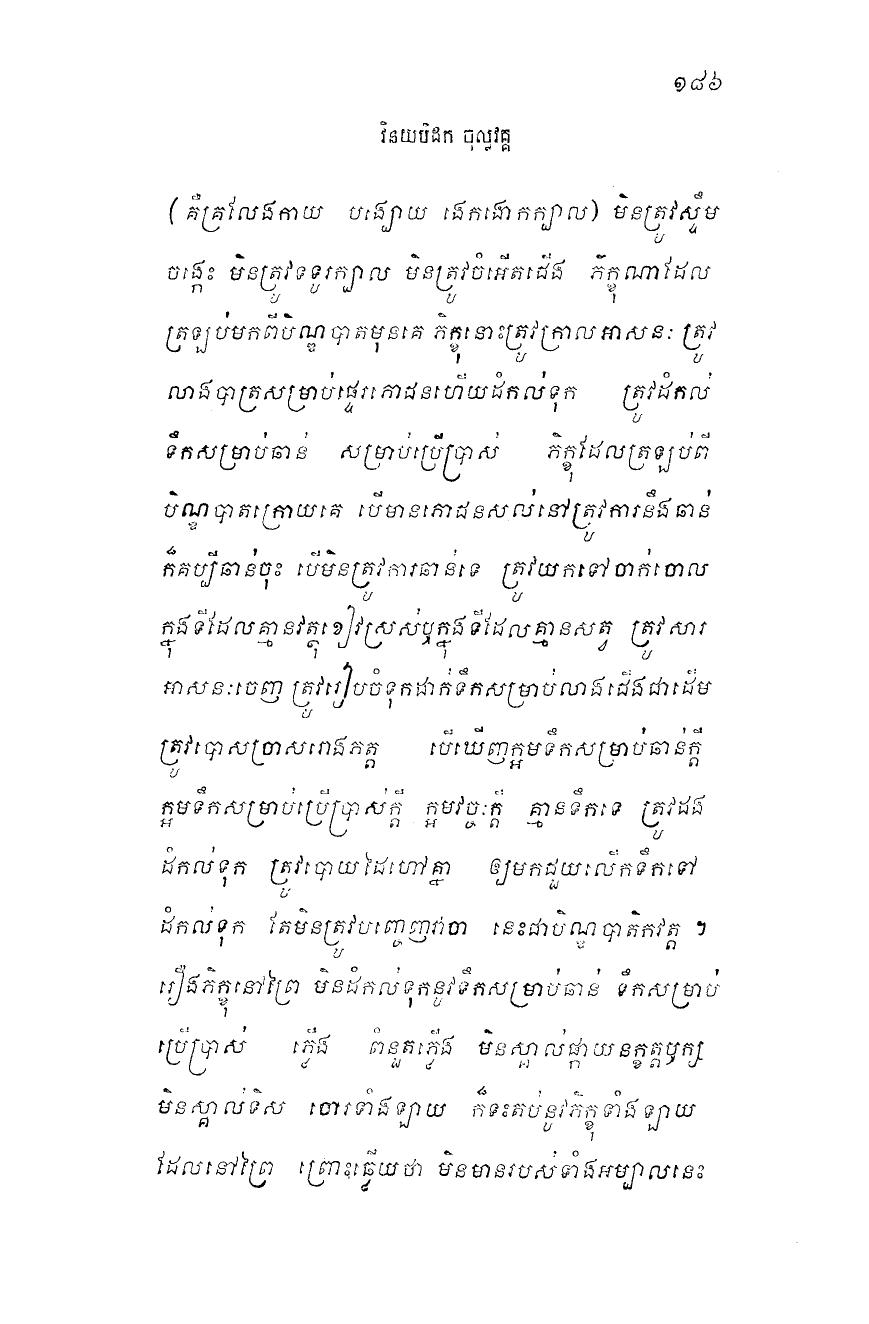 ១៨៦
វិនយបិដក ចុល្លវគ្គ
(គឺគ្រលែងកាយ បង្ហោយ ងេកងោកក្បាល) មិនត្រូវស្ទឹម
ចង្កេះ មិនត្រូវទទូរក្បាល មិនត្រូវចំអើតជើង ភិក្ខុណាដែល
ត្រឡប់មកពីបិណ្ឌបាតមុនគេ ភិក្ខុនោះត្រូវក្រាលអាសនៈ ត្រូវ
លាងបាត្រសម្រាប់ផ្ទេរភោជនហើយដំកល់ទុក ត្រូវដំកល់
ទឹកសម្រាប់ឆាន់ សម្រាប់ប្រើប្រាស់ ភិក្ខុដែលត្រឡប់ពី
បិណ្ឌបាតក្រោយគេ បើមានភោជនសល់នៅត្រូវការនឹងឆាន់
ក៏គប្បីឆាន់ចុះ បើមិនត្រូវការឆាន់ទេ ត្រូវយកទៅចាក់ចោល
ក្នុងទីដែលគ្មានវត្ថុខៀវស្រស់ឬក្នុងទីដែលគ្មានសត្វ ត្រូវសារ
អាសនៈចេញ ត្រូវរៀបចំទុកដាក់ទឹកសម្រាប់លាងជើងជាដើម
ត្រូវបោសច្រាសរោងភត្ត បើឃើញក្អមទឹកសម្រាប់ឆាន់ក្តី
ក្អមទឹកសម្រាប់ប្រើប្រាស់ក្តី ក្អមវច្ចៈក្តី គ្មានទឹកទេ ត្រូវដង
ដំកល់ទុក ត្រូវបោយដៃហៅគ្នា ឲ្យមកជួយលើកទឹកទៅ
ដំកល់ទុក តែមិនត្រូវបញ្ចេញវាចា នេះជាបិណ្ឌបាតិកវត្ត ។
រឿងភិក្ខុនៅព្រៃ មិនដំកល់ទុកនូវទឹកសម្រាប់ឆាន់ ទឹកសម្រាប់
ប្រើប្រាស់ ភ្លើង ពំនួតភ្លើង មិនស្គាល់ផ្កាយនក្ខត្តឫក្ស
មិនស្គាល់ទិស ចោរទាំងឡាយ ក៏ទះតប់នូវភិក្ខុទាំងឡាយ
ដែលនៅព្រៃ ព្រោះឆ្លើយថា មិនមានរបស់ទាំងអម្បាលនេះ